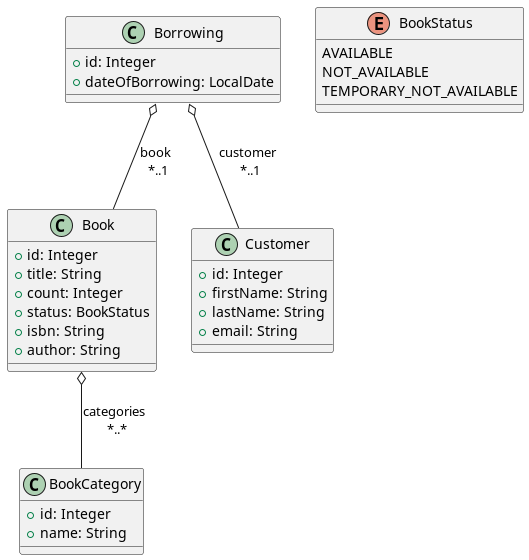 C Borrowing
id: Integer
dateOfBorrowing: LocalDate
E BookStatus
AVAILABLE
NOT_AVAILABLE
TEMPORARY_NOT_AVAILABLE
book
*..1
customer
*..1
C Book
id: Integer
title: String
count: Integer
status: BookStatus
isbn: String
author: String
C Customer
id: Integer
firstName: String
lastName: String
email: String
categories
*..*
C BookCategory
id: Integer
name: String